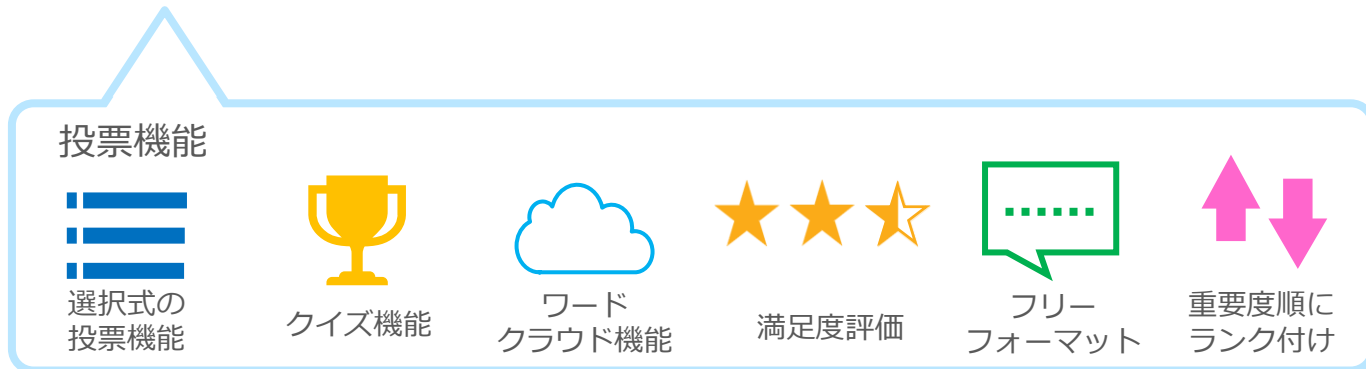 投票機能
選択式の
投票機能
クイズ機能
ワード
クラウド機能
満足度評価
フリー
フォーマット
重要度順に
ランク付け